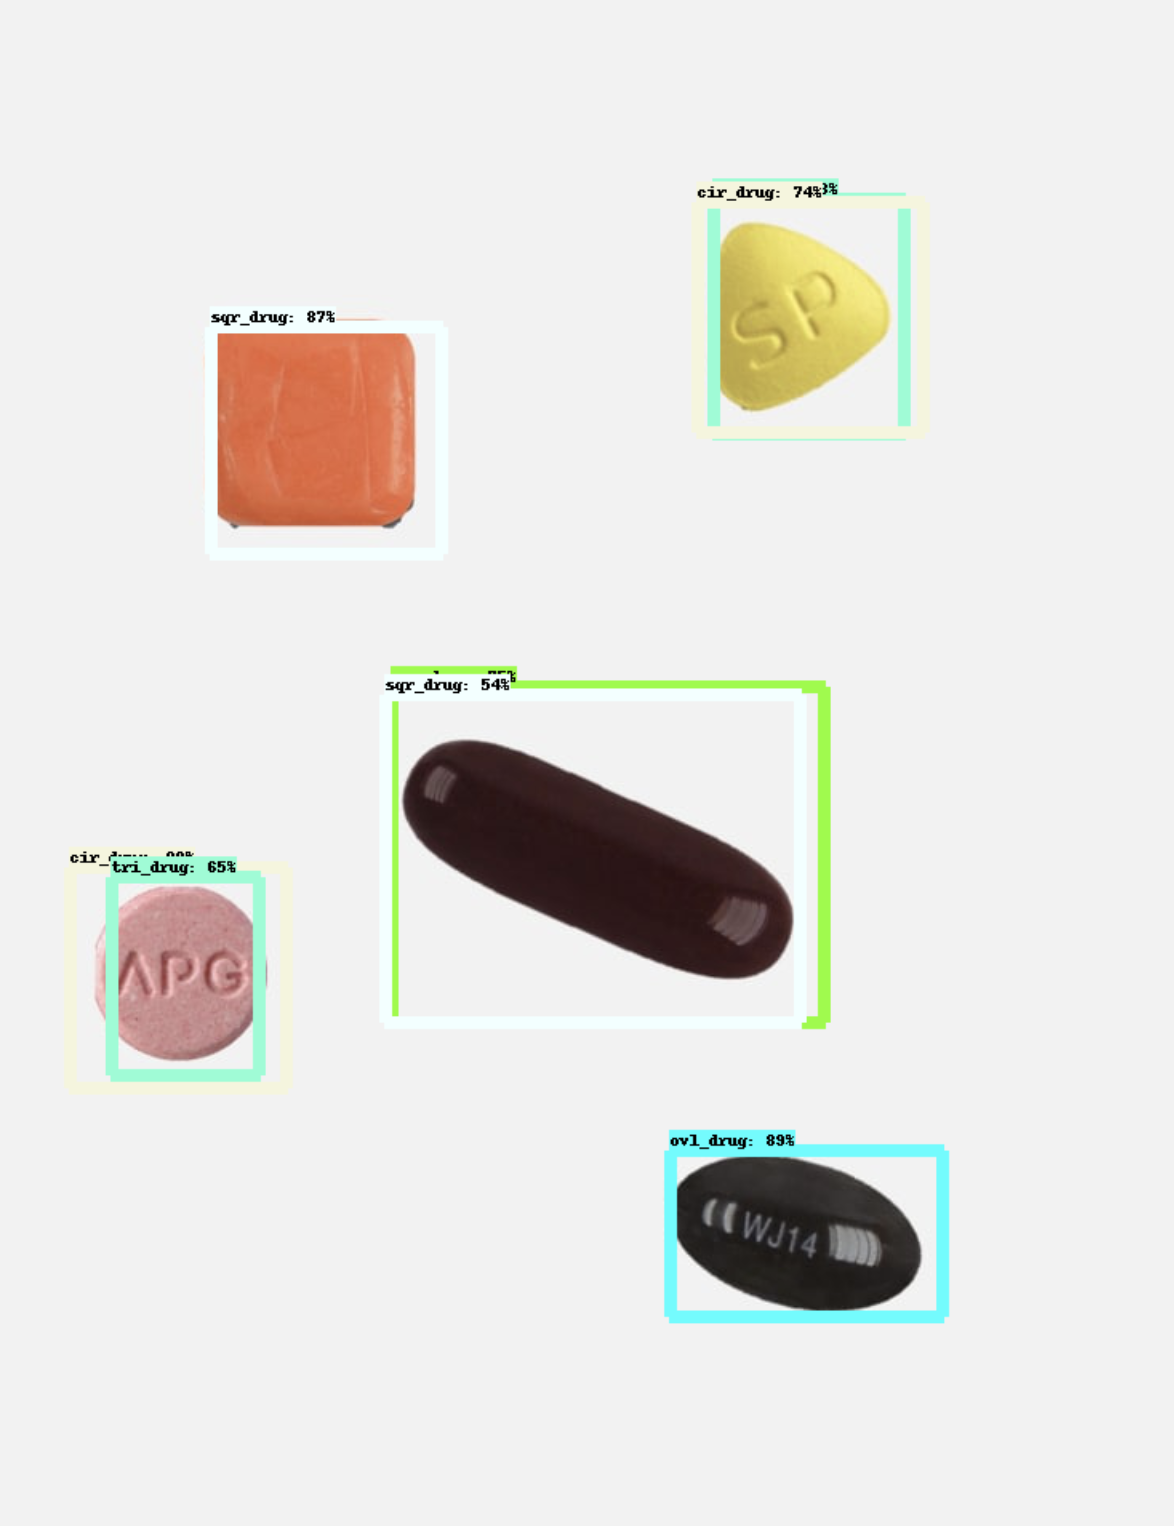 cir_drug: 74%
SP
sqr_drug: 87%
sqr_drug: 54%
tri_drug: 65%
APG
ovl_drug: 89%
WJ14